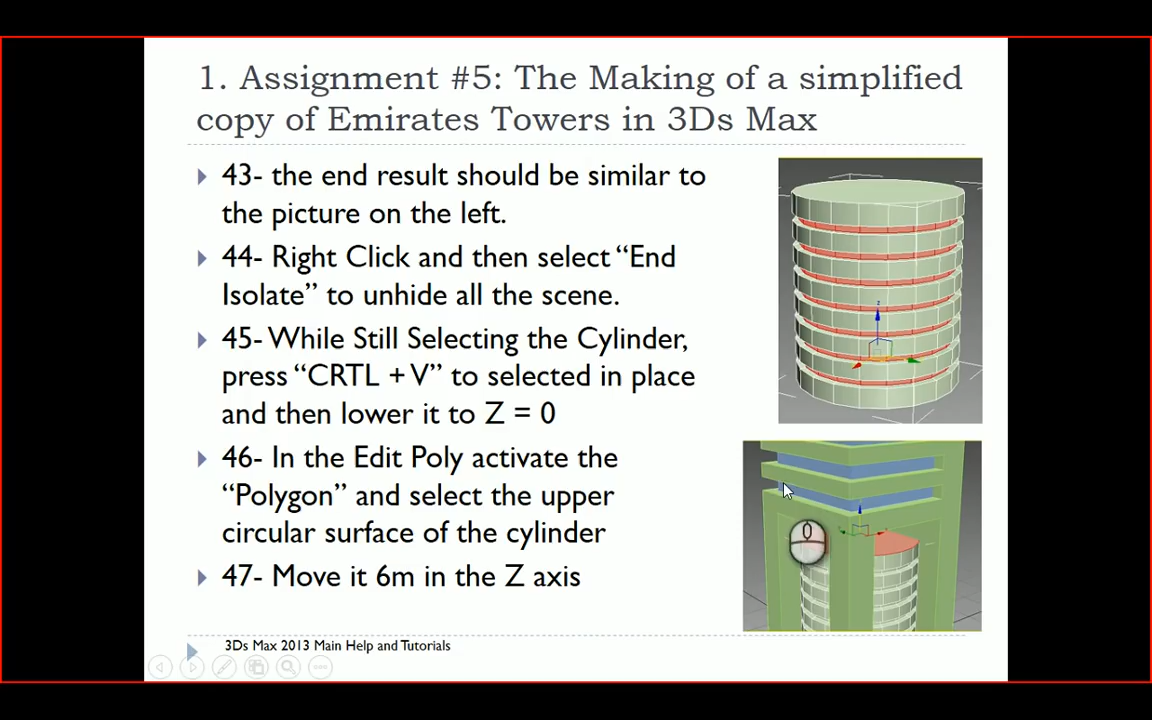 1. Assignment #5: The Making of a simplified
copy of Emirates Towers in 3Ds Max
43- the end result should be similar to
the picture on the left.
44- Right Click and then select “End
Isolate” to unhide all the scene.
45- While Still Selecting the Cylinder,
press “CRTL + V” to selected in place
and then lower it to Z = 0
46- In the Edit Poly activate the
“Polygon” and select the upper
circular surface of the cylinder
47- Move it 6m in the Z axis
3Ds Max 2013 Main Help and Tutorials